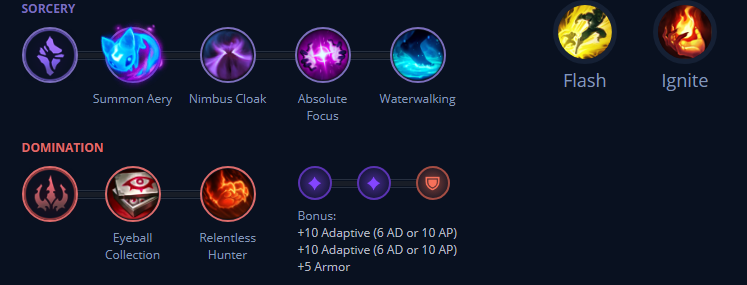 SORCERY
Summon Aery
Nimbus Cloak
Absolute
Focus
Waterwalking
Flash
Ignite
DOMINATION
Eyeball
Collection
Relentless
Hunter
Bonus:
+10 Adaptive (6 AD or 10 AP)
+10 Adaptive (6 AD or 10 AP)
+5 Armor